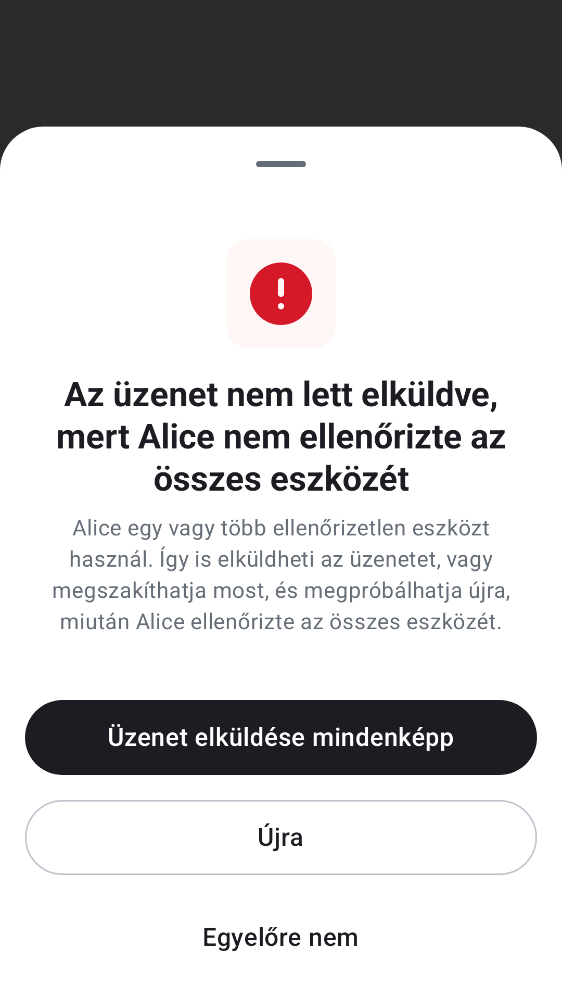 Az üzenet nem lett elküldve,
mert Alice nem ellenőrizte az
összes eszközét
Alice egy vagy több ellenőrizetlen eszközt
használ. Így is elküldheti az üzenetet, vagy
megszakíthatja most, és megpróbálhatja újra,
miután Alice ellenőrizte az összes eszközét.
Üzenet elküldése mindenképp
Újra
Egyelőre nem